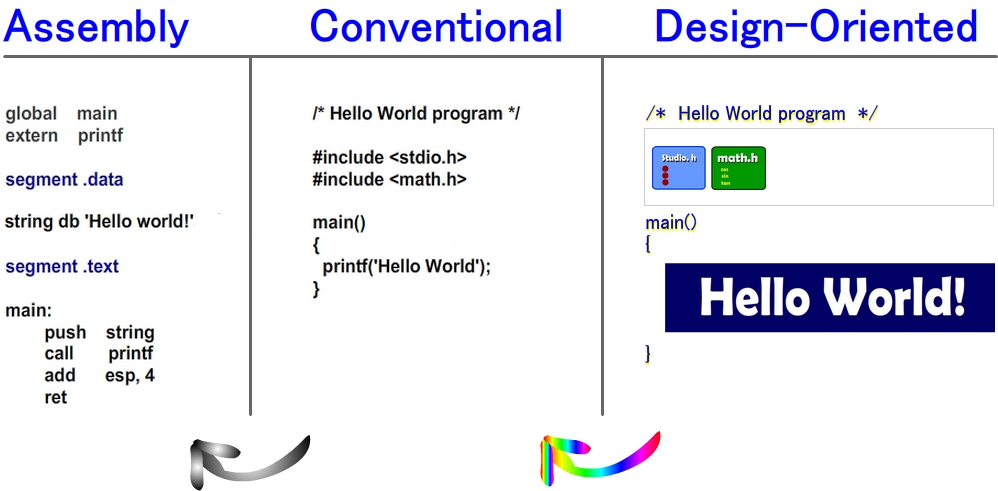 Assembly
global main
extern printf
segment .data
string db 'Hello world!'
segment .text
main:
push string
call printf
add esp, 4
ret
Conventional
/* Hello World program */
#include <stdio.h>
#include <math.h>
main()
{
printf('Hello World');
}
Design-Oriented
/* Hello World program */
Studio. h
math.h
cos
sin
tan
main()
{
Hello World!
}